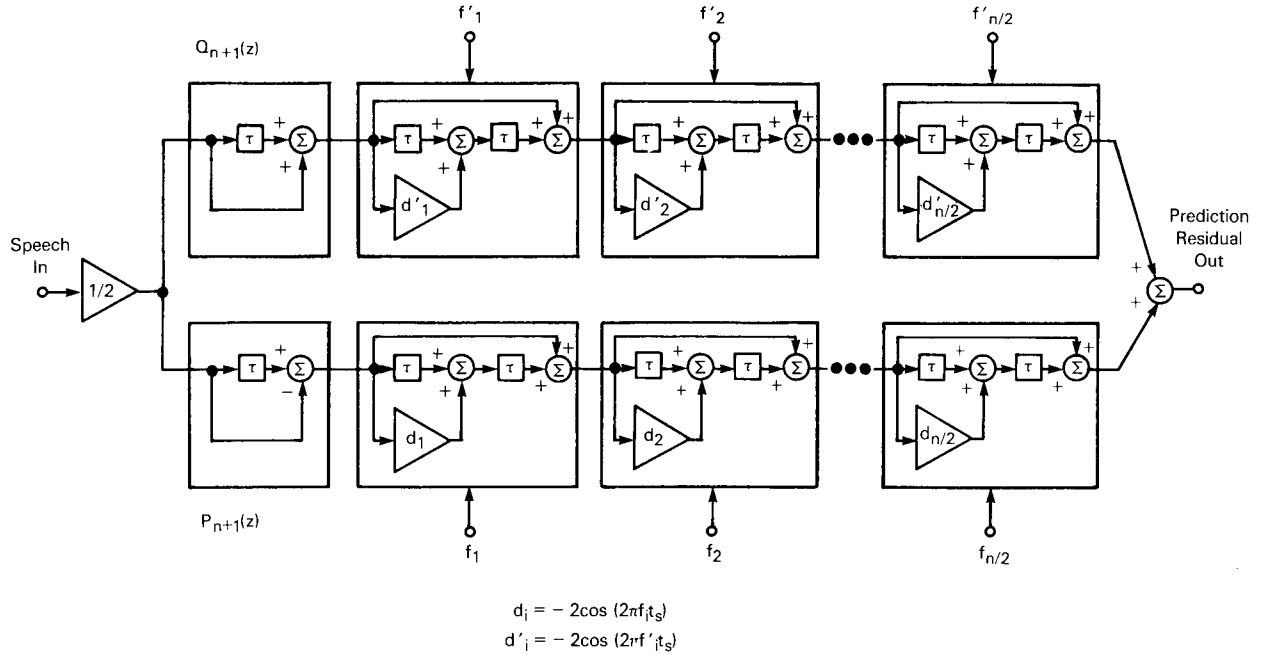 f'1 f'2 f'n/2
Qn+1(z)
τ + Σ + τ + Σ + τ + Σ + τ + Σ + τ + Σ + ●●● τ + Σ + τ + Σ +
+ + + +
d'1 d'2 d'n/2
Speech
In
1/2
Prediction
Residual
Out
+
Σ
+
τ + Σ τ + Σ τ + Σ + τ + Σ τ + Σ + ●●● τ + Σ τ + Σ +
− + + + + + +
d1 d2 dn/2
Pn+1(z)
f1 f2 fn/2
di = − 2cos (2πfits)
d'i = − 2cos (2πf'its)